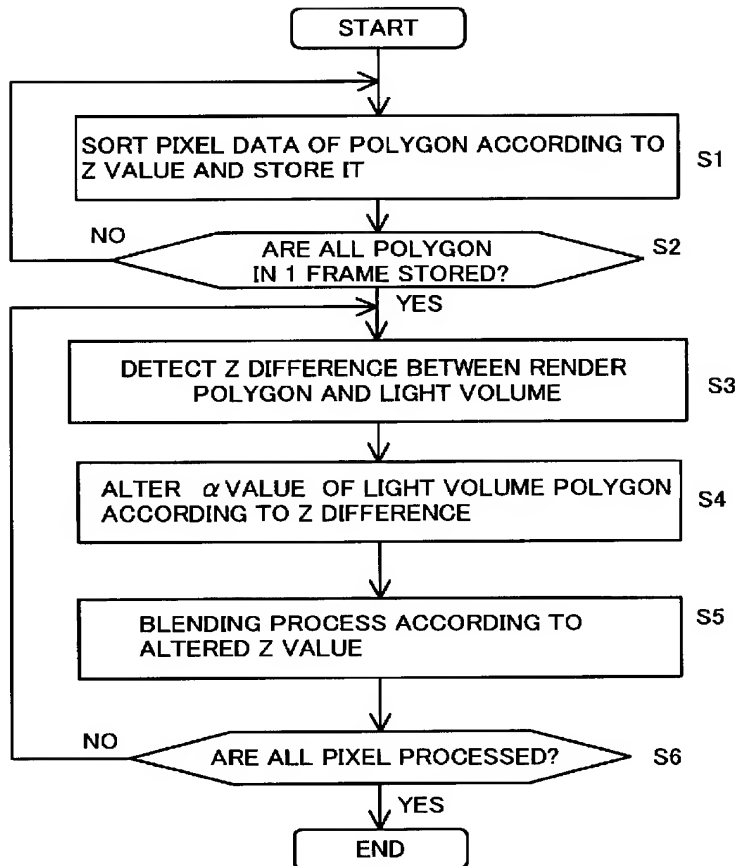 START
SORT PIXEL DATA OF POLYGON ACCORDING TO
Z VALUE AND STORE IT
S1
NO
ARE ALL POLYGON
IN 1 FRAME STORED?
S2
YES
DETECT Z DIFFERENCE BETWEEN RENDER
POLYGON AND LIGHT VOLUME
S3
ALTER α VALUE OF LIGHT VOLUME POLYGON
ACCORDING TO Z DIFFERENCE
S4
BLENDING PROCESS ACCORDING TO
ALTERED Z VALUE
S5
NO
ARE ALL PIXEL PROCESSED?
S6
YES
END